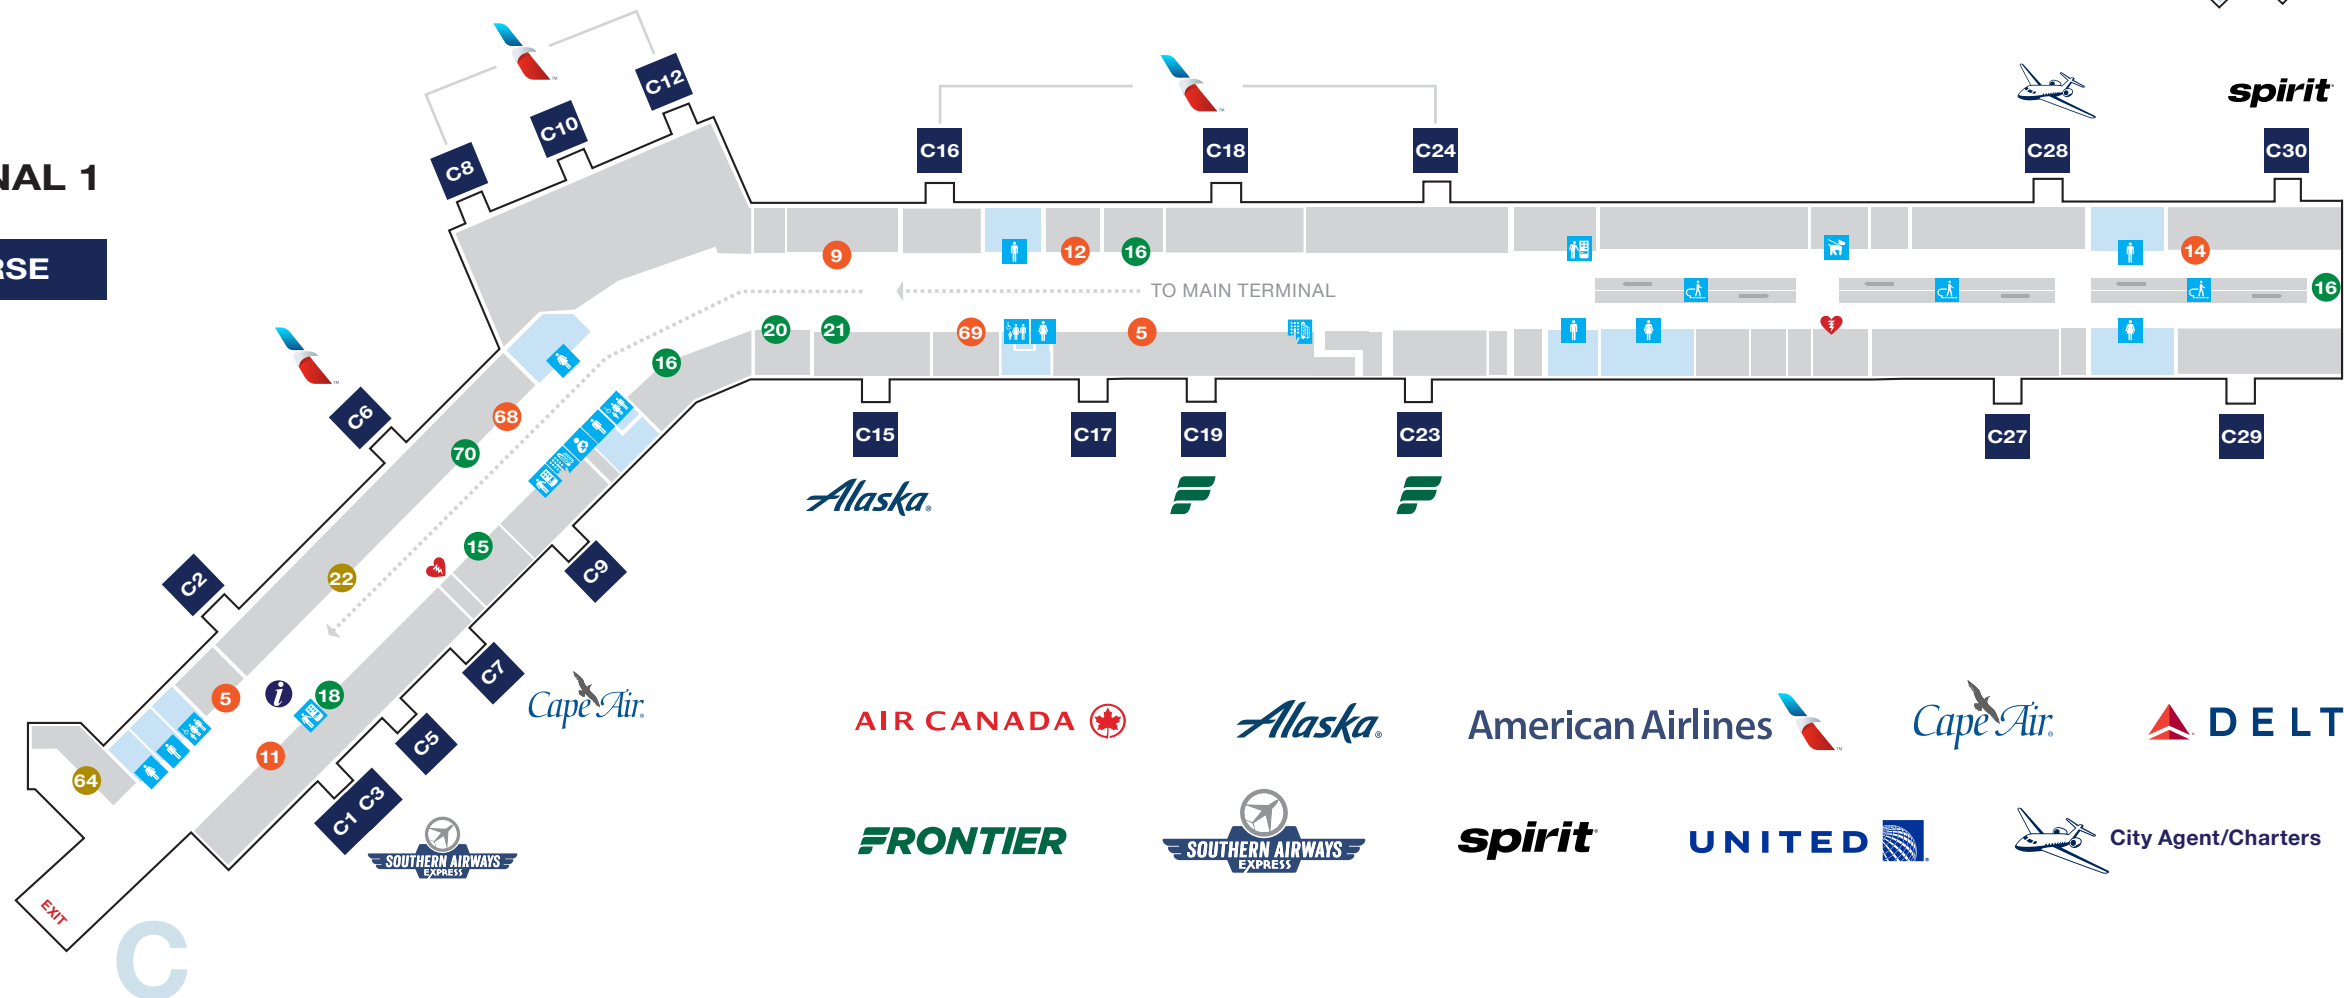 C12
C10
C8
C16
C18
C24
C28
spirit
C30
NAL 1
RSE
9
12
16
14
16
TO MAIN TERMINAL
20
21
69
5
16
68
70
C6
C15
C17
C19
C23
C27
C29
Alaska
15
22
C9
C2
C7
5
i
18
Cape Air
C5
11
64
C1 C3
SOUTHERN AIRWAYS
EXPRESS
EXIT
C
AIR CANADA
Alaska
American Airlines
Cape Air
DELT
FRONTIER
SOUTHERN AIRWAYS
EXPRESS
spirit
UNITED
City Agent/Charters